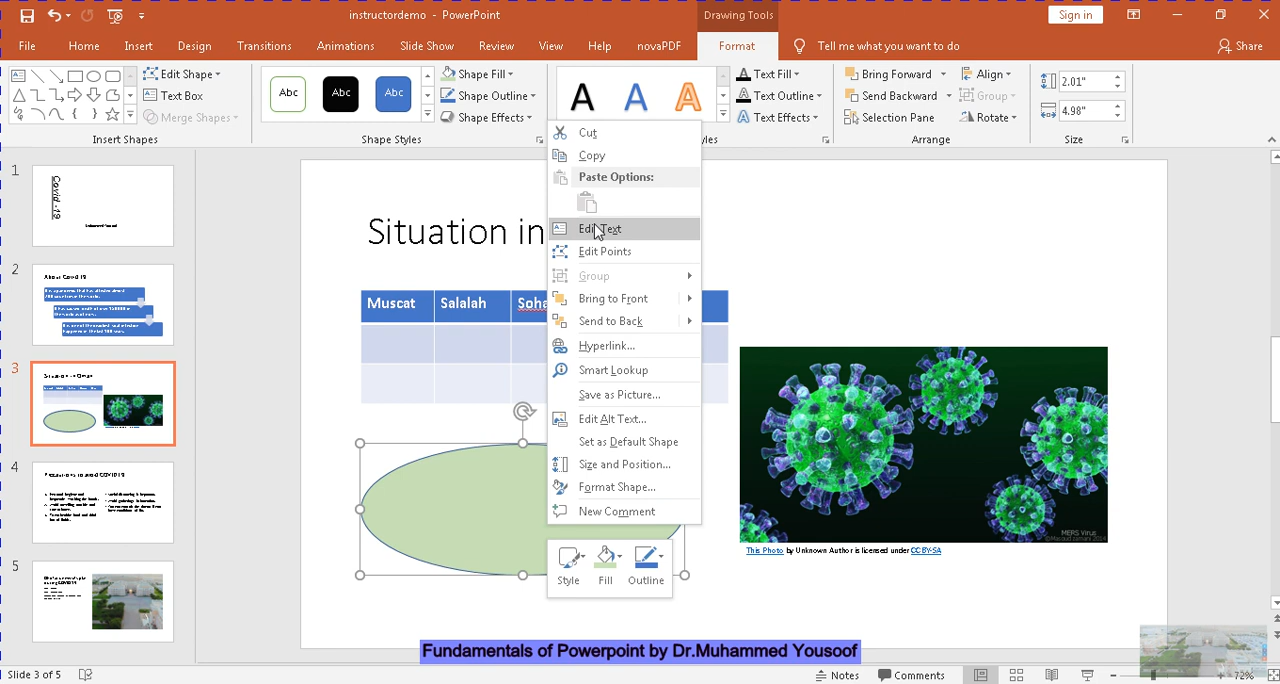 instructordemo - PowerPoint
Drawing Tools
Sign in
File Home Insert Design Transitions Animations Slide Show Review View Help novaPDF Format Tell me what you want to do Share
Edit Shape
Text Box
Merge Shapes
Insert Shapes
Abc Abc Abc
Shape Fill
Shape Outline
Shape Effects
Shape Styles
A A A
Text Fill
Text Outline
Text Effects
Bring Forward
Send Backward
Selection Pane
Align
Group
Rotate
Arrange
2.01"
4.98"
Size
Cut
Copy
Paste Options:
Edit Text
Edit Points
Group
Bring to Front
Send to Back
Hyperlink...
Smart Lookup
Save as Picture...
Edit Alt Text...
Set as Default Shape
Size and Position...
Format Shape...
New Comment
Style Fill Outline
1
Covid -19
2
About Covid 19
3
4
5
Situation in
Muscat Salalah
MERS Virus
This Photo by Unknown Author is licensed under CC BY-SA
Fundamentals of Powerpoint by Dr.Muhammed Yousoof
Slide 3 of 5
Notes Comments 72%